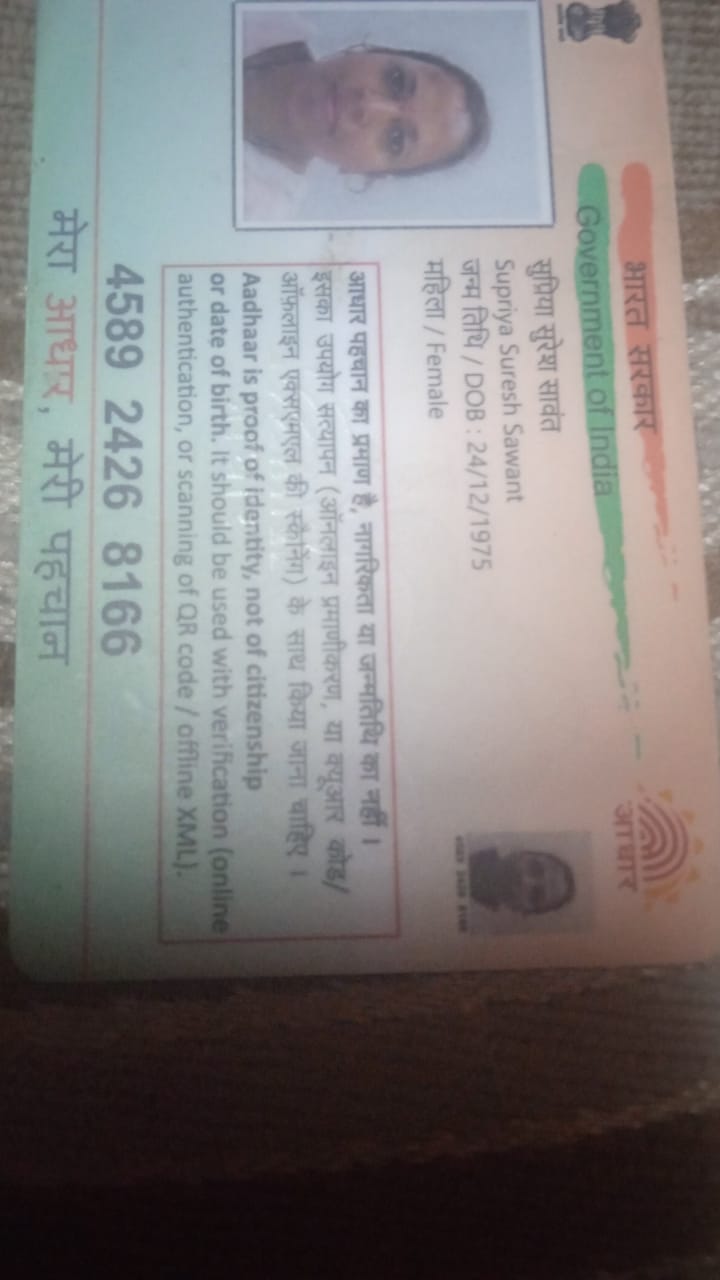 भारत सरकार
Government of India
आधार
सुप्रिया सुरेश सावंत
Supriya Suresh Sawant
जन्म तिथि / DOB : 24/12/1975
महिला / Female
आधार पहचान का प्रमाण है, नागरिकता या जन्मतिथि का नहीं ।
इसका उपयोग सत्यापन (ऑनलाइन प्रमाणीकरण, या क्यूआर कोड/
ऑफ़लाइन एक्सएमएल की स्कैनिंग) के साथ किया जाना चाहिए ।
Aadhaar is proof of identity, not of citizenship
or date of birth. It should be used with verification (online
authentication, or scanning of QR code / offline XML).
4589 2426 8166
मेरा आधार, मेरी पहचान